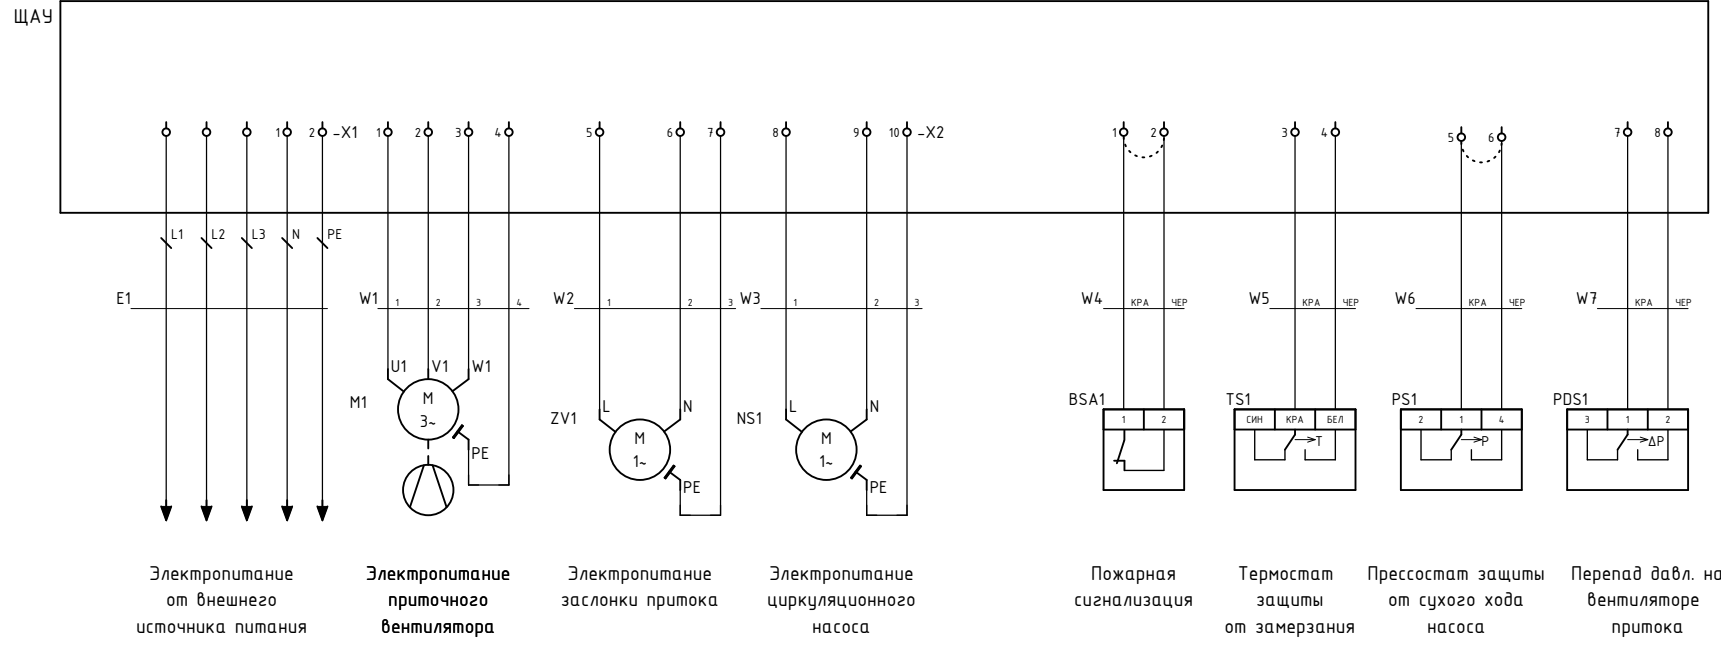 ЩАУ
1 2 -X1 1 2 3 4 5 6 7 8 9 10 -X2 1 2 3 4 5 6 7 8
L1 L2 L3 N PE
E1 W1 1 2 3 4 W2 1 2 3 W3 1 2 3 W4 КРА ЧЕР W5 КРА ЧЕР W6 КРА ЧЕР W7 КРА ЧЕР
U1 V1 W1
M1 M 3~ PE
ZV1 L N M 1~ PE
NS1 L N M 1~ PE
BSA1 1 2
TS1 СИН КРА БЕЛ T
PS1 2 1 4 P
PDS1 3 1 2 ΔP
Электропитание
от внешнего
источника питания
Электропитание
приточного
вентилятора
Электропитание
заслонки притока
Электропитание
циркуляционного
насоса
Пожарная
сигнализация
Термостат
защиты
от замерзания
Прессостат защиты
от сухого хода
насоса
Перепад давл. на
вентиляторе
притока